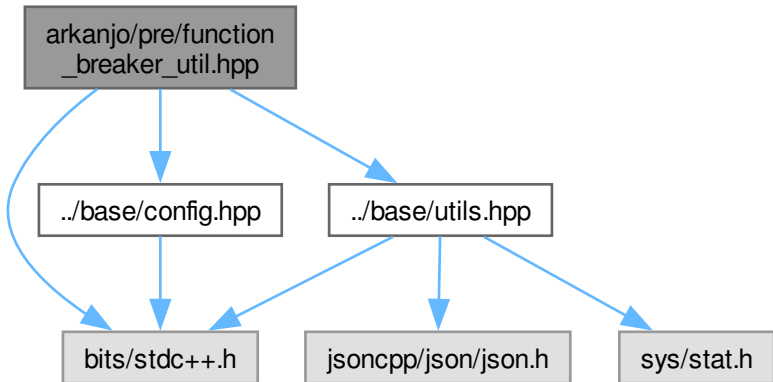 arkanjo/pre/function
_breaker_util.hpp
../base/config.hpp
../base/utils.hpp
bits/stdc++.h
jsoncpp/json/json.h
sys/stat.h